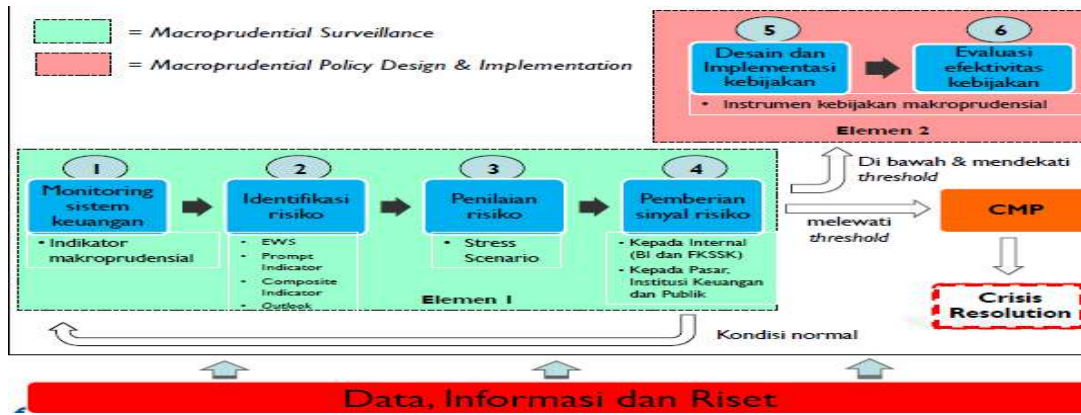 = Macroprudential Surveillance
= Macroprudential Policy Design & Implementation
5
Desain dan
Implementasi
kebijakan
6
Evaluasi
efektivitas
kebijakan
• Instrumen kebijakan makroprudensial
Elemen 2
1
Monitoring
sistem
keuangan
• Indikator
makroprudensial
2
Identifikasi
risiko
• EWS
• Prompt
Indicator
• Composite
Indicator
• Outlook
3
Penilaian
risiko
• Stress
Scenario
4
Pemberian
sinyal risiko
• Kepada Internal
(BI dan FKSSK)
• Kepada Pasar,
Institusi Keuangan
dan Publik
Elemen 1
Di bawah & mendekati
threshold
melewati
threshold
CMP
Crisis
Resolution
Kondisi normal
Data, Informasi dan Riset